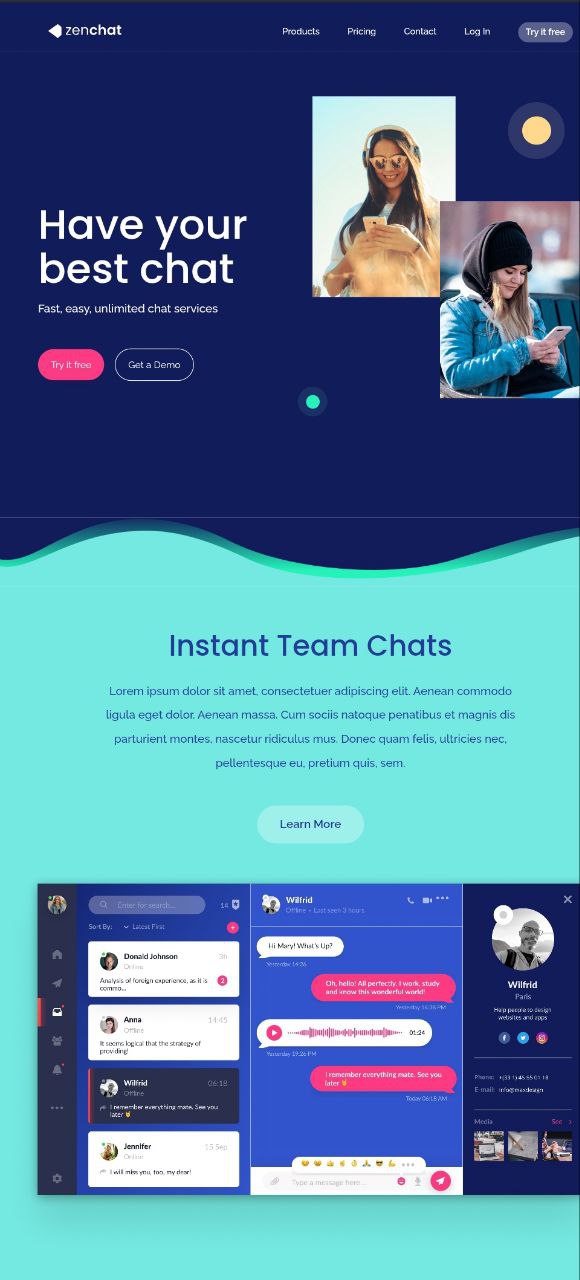 zenchat
Products Pricing Contact Log In Try it free
Have your
best chat
Fast, easy, unlimited chat services
Try it free Get a Demo
Instant Team Chats
Lorem ipsum dolor sit amet, consectetuer adipiscing elit. Aenean commodo
ligula eget dolor. Aenean massa. Cum sociis natoque penatibus et magnis dis
parturient montes, nascetur ridiculus mus. Donec quam felis, ultricies nec,
pellentesque eu, pretium quis, sem.
Learn More
Enter for search... 14
Sort By: Latest First
Donald Johnson 3h
Online
Analysis of foreign experience, as it is
commo... 2
Anna 14:45
Offline
It seems logical that the strategy of
providing!
Wilfrid 06:18
Offline
I remember everything mate. See you
later
Jennifer 15 Sep
Online
I will miss you, too, my dear!
Wilfrid
Offline • Last seen 3 hours
Hi Mary! What's Up?
Yesterday 14:26
Oh, hello! All perfectly. I work, study
and know this wonderful world!
Yesterday 14:38 PM
01:24
Yesterday 19:26 PM
I remember everything mate. See you
later
Today 06:18 AM
Type a message here...
Wilfrid
Paris
Help people to design
websites and apps
Phone: +(33 1) 45 55 01 18
E-mail: info@maxdesign
Media See